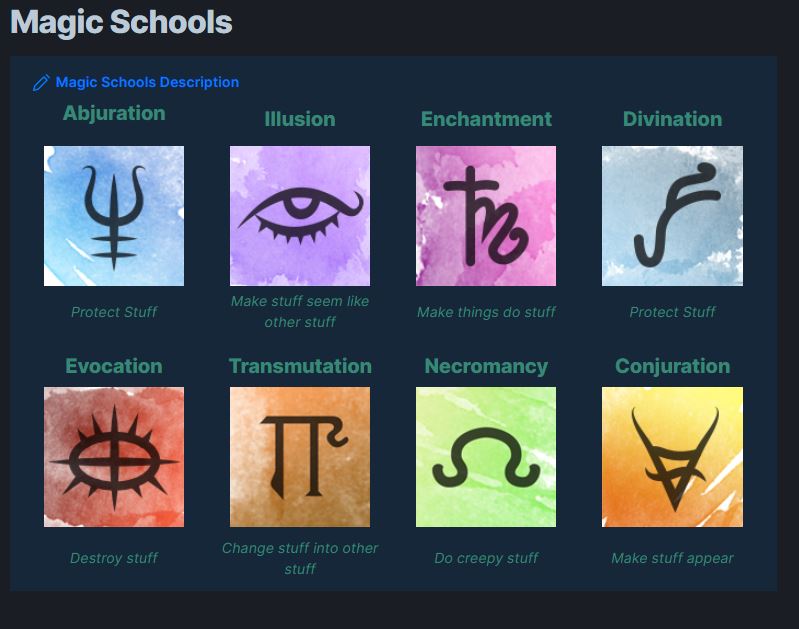 Magic Schools
Magic Schools Description
Abjuration
Illusion
Enchantment
Divination
Protect Stuff
Make stuff seem like
other stuff
Make things do stuff
Protect Stuff
Evocation
Transmutation
Necromancy
Conjuration
Destroy stuff
Change stuff into other
stuff
Do creepy stuff
Make stuff appear